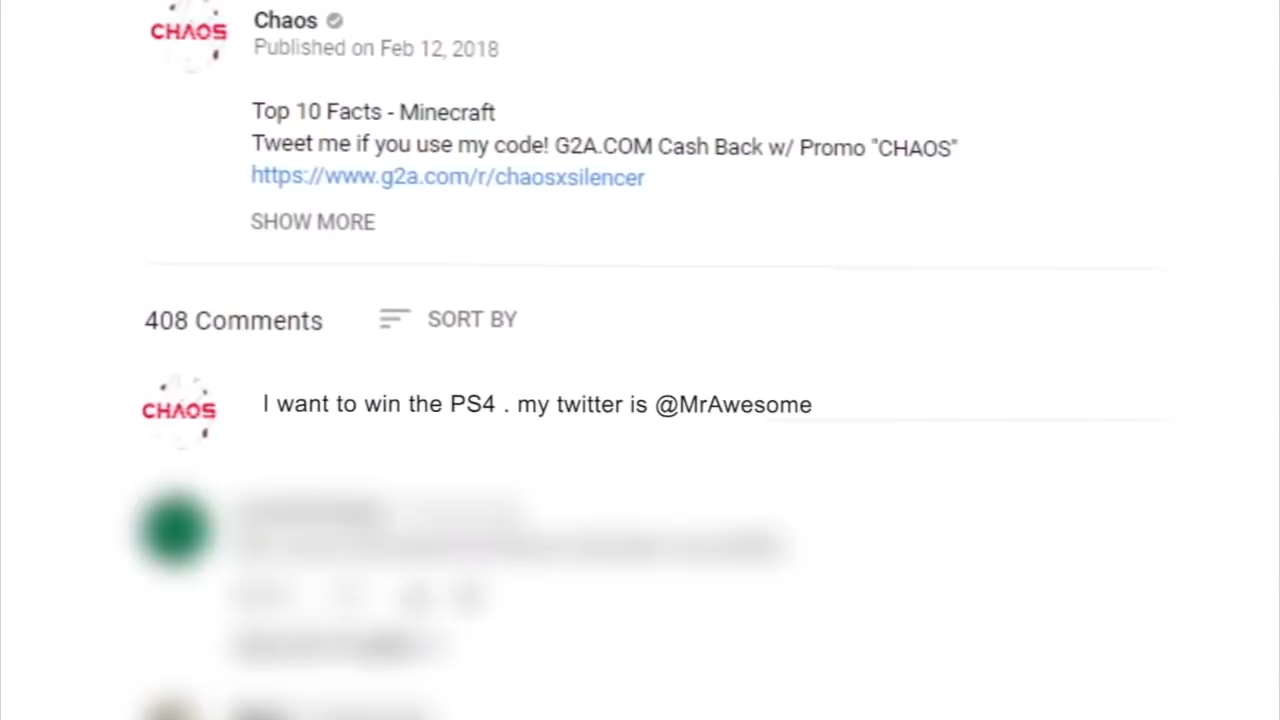 CHAOS
Chaos
Published on Feb 12, 2018
Top 10 Facts - Minecraft
Tweet me if you use my code! G2A.COM Cash Back w/ Promo "CHAOS"
https://www.g2a.com/r/chaosxsilencer
SHOW MORE
408 Comments
SORT BY
CHAOS
I want to win the PS4 . my twitter is @MrAwesome